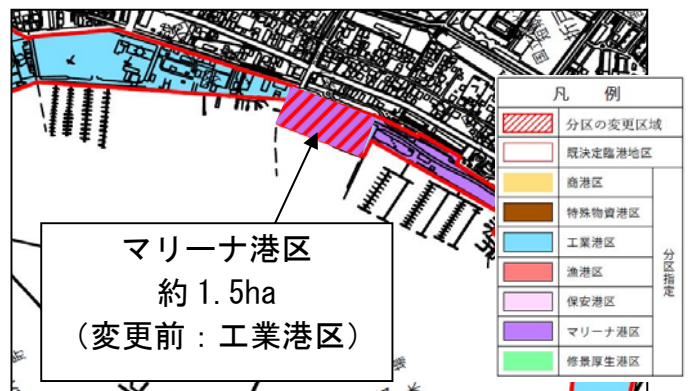 マリーナ港区
約1.5ha
（変更前：工業港区）
凡 例
分区の変更区域
既決定臨港地区
商港区
特殊物資港区
工業港区
漁港区
保安港区
マリーナ港区
修景厚生港区
分区指定